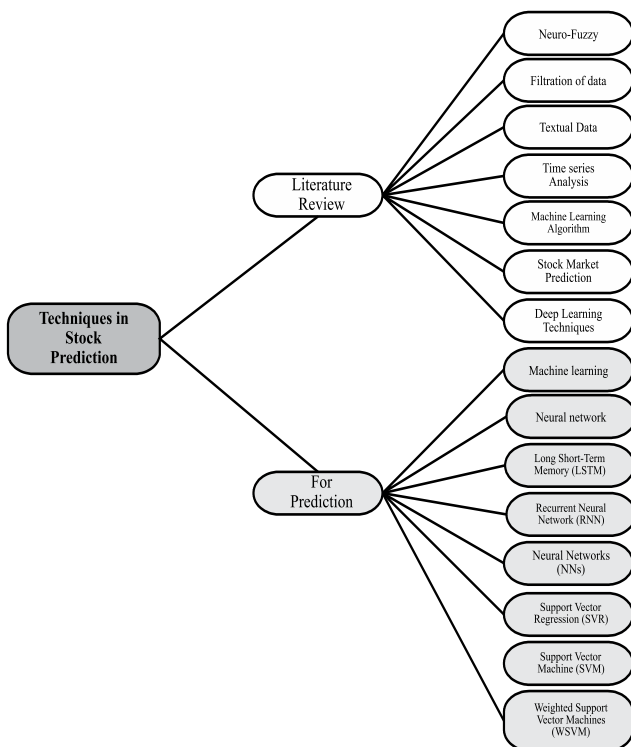 Techniques in
Stock
Prediction
Literature
Review
Neuro-Fuzzy
Filtration of data
Textual Data
Time series
Analysis
Machine Learning
Algorithm
Stock Market
Prediction
Deep Learning
Techniques
For
Prediction
Machine learning
Neural network
Long Short-Term
Memory (LSTM)
Recurrent Neural
Network (RNN)
Neural Networks
(NNs)
Support Vector
Regression (SVR)
Support Vector
Machine (SVM)
Weighted Support
Vector Machines
(WSVM)